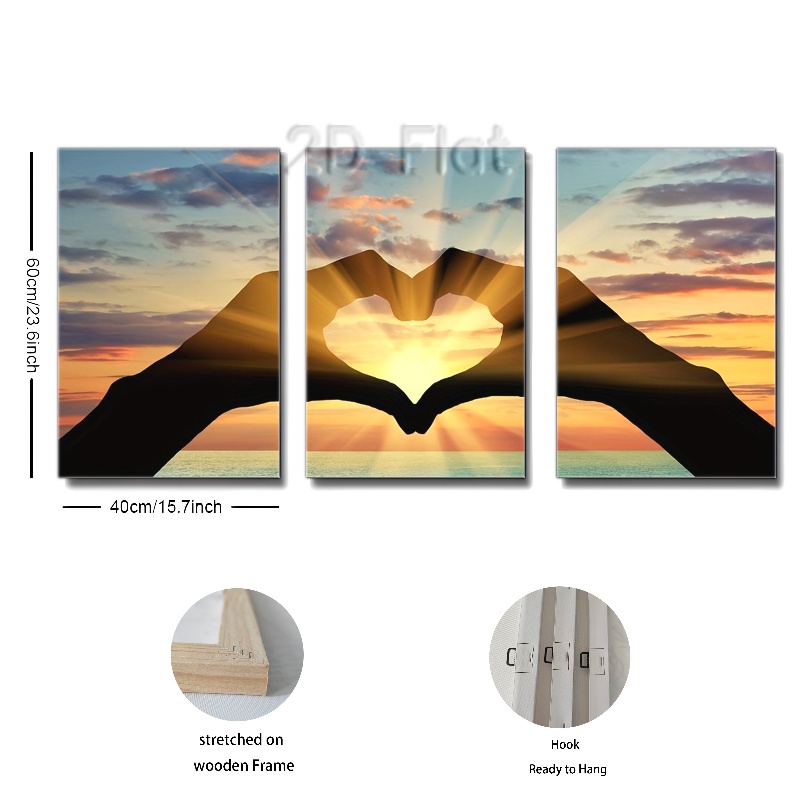 2D Flat
60cm/23.6inch
40cm/15.7inch
stretched on
wooden Frame
Hook
Ready to Hang